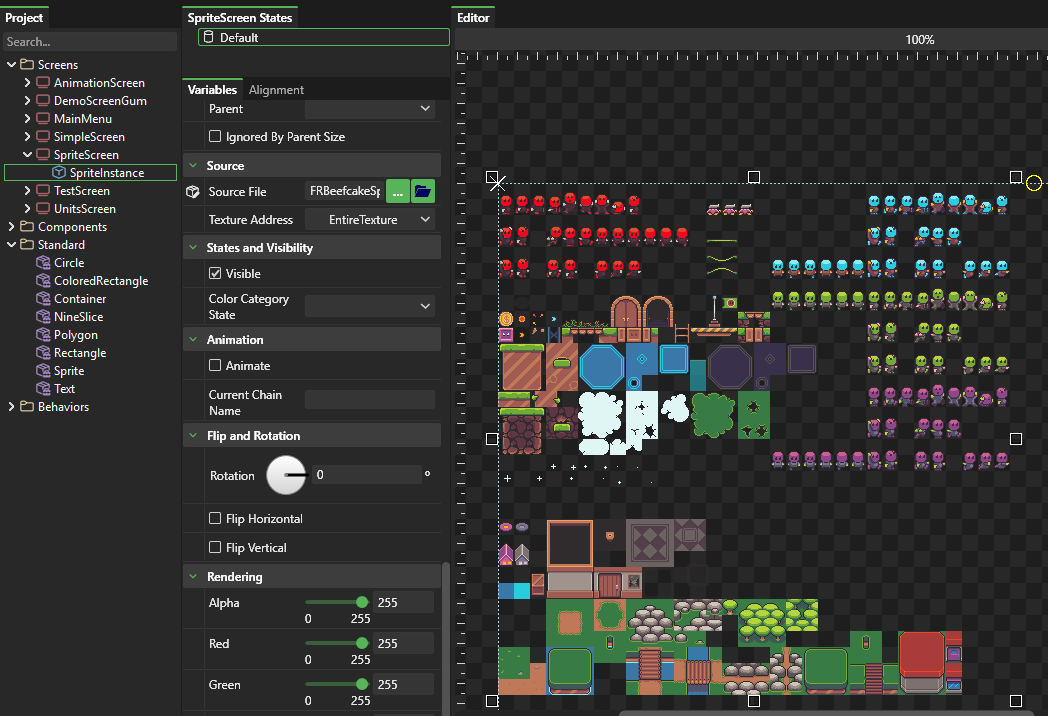 Project
Search...
Screens
AnimationScreen
DemoScreenGum
MainMenu
SimpleScreen
SpriteScreen
SpriteInstance
TestScreen
UnitsScreen
Components
Standard
Circle
ColoredRectangle
Container
NineSlice
Polygon
Rectangle
Sprite
Text
Behaviors
SpriteScreen States
Default
Variables Alignment
Parent
Ignored By Parent Size
Source
Source File FRBeefcakeSp ...
Texture Address EntireTexture
States and Visibility
Visible
Color Category
State
Animation
Animate
Current Chain
Name
Flip and Rotation
Rotation 0 °
Flip Horizontal
Flip Vertical
Rendering
Alpha 255
0 255
Red 255
0 255
Green 255
0 255
Editor
100%